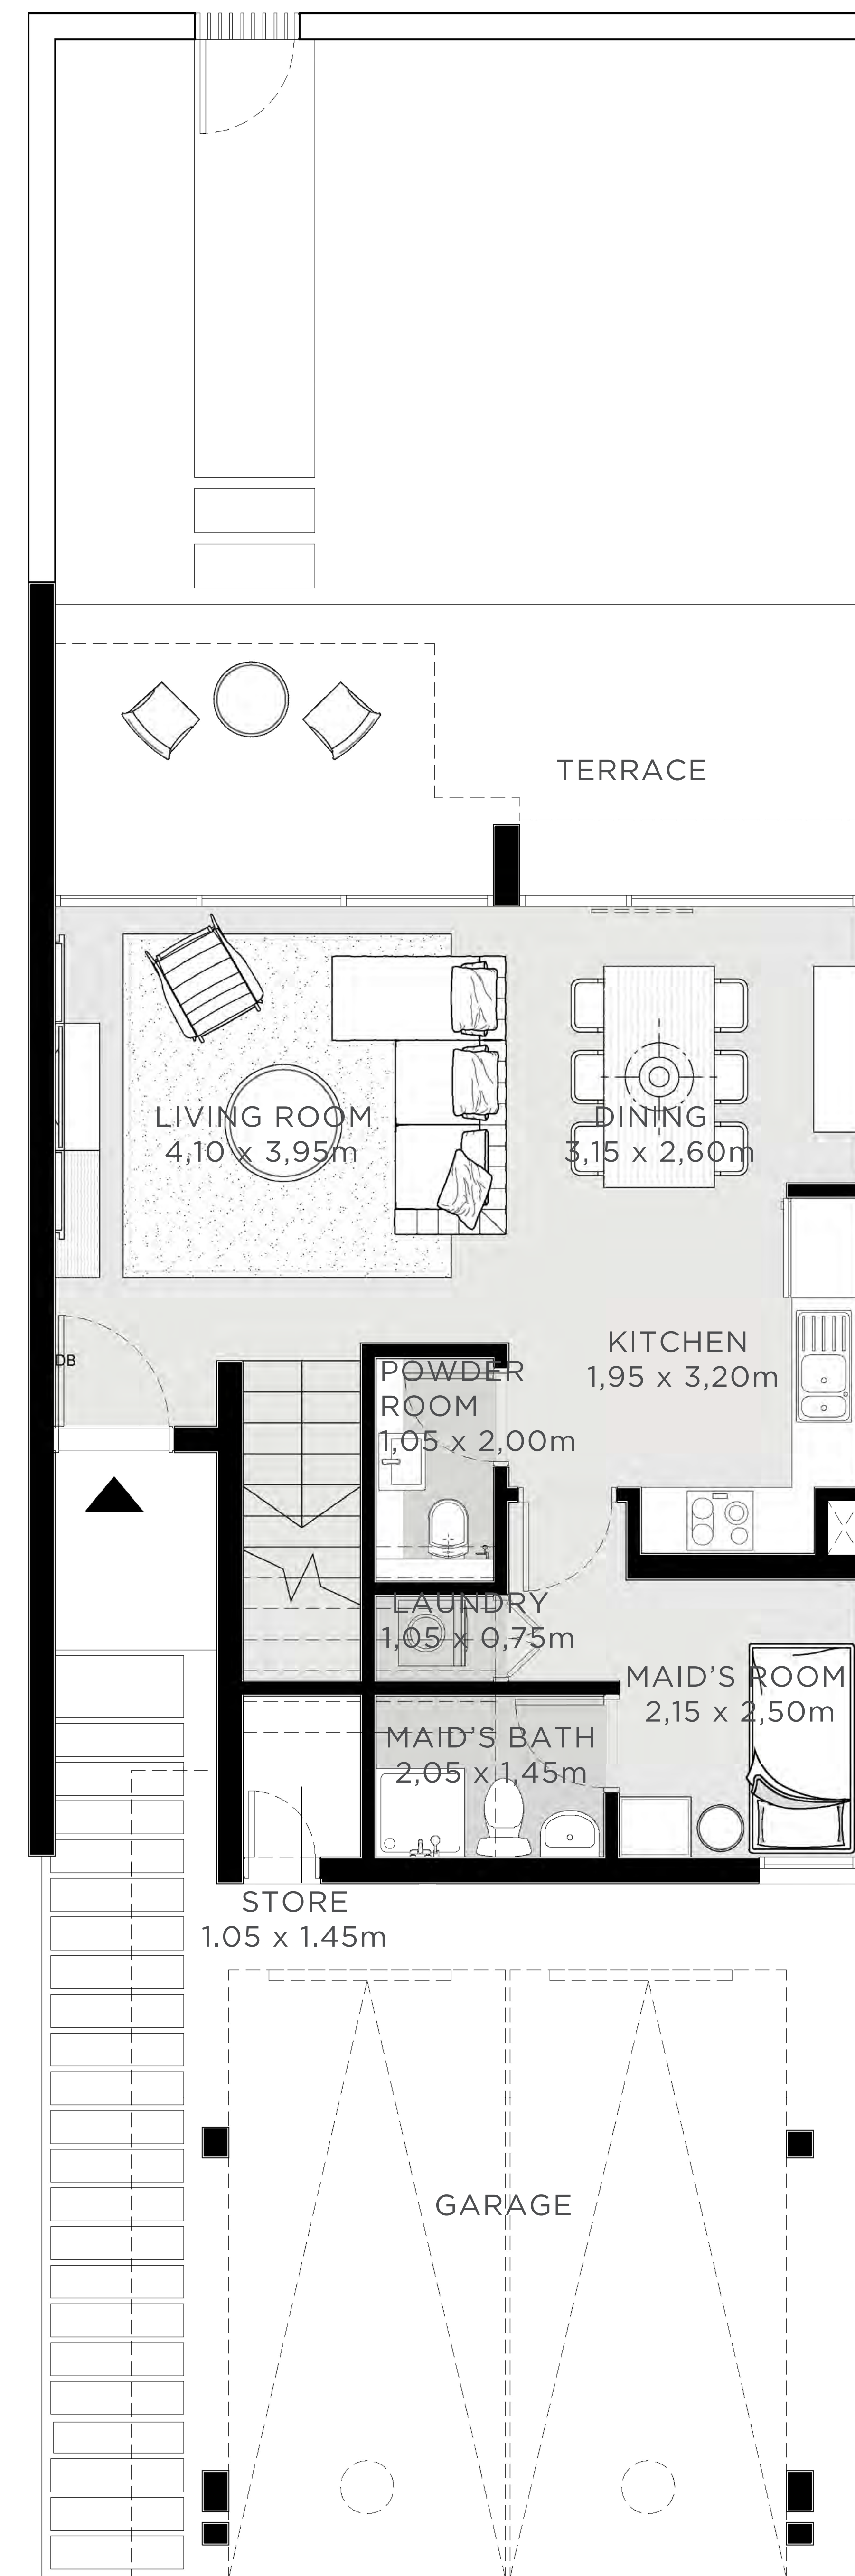 TERRACE
LIVING ROOM
4,10 x 3,95m
DINING
3,15 x 2,60m
KITCHEN
1,95 x 3,20m
DB
POWDER
ROOM
1,05 x 2,00m
LAUNDRY
1,05 x 0,75m
MAID'S ROOM
2,15 x 2,50m
MAID'S BATH
2,05 x 1,45m
STORE
1.05 x 1.45m
GARAGE